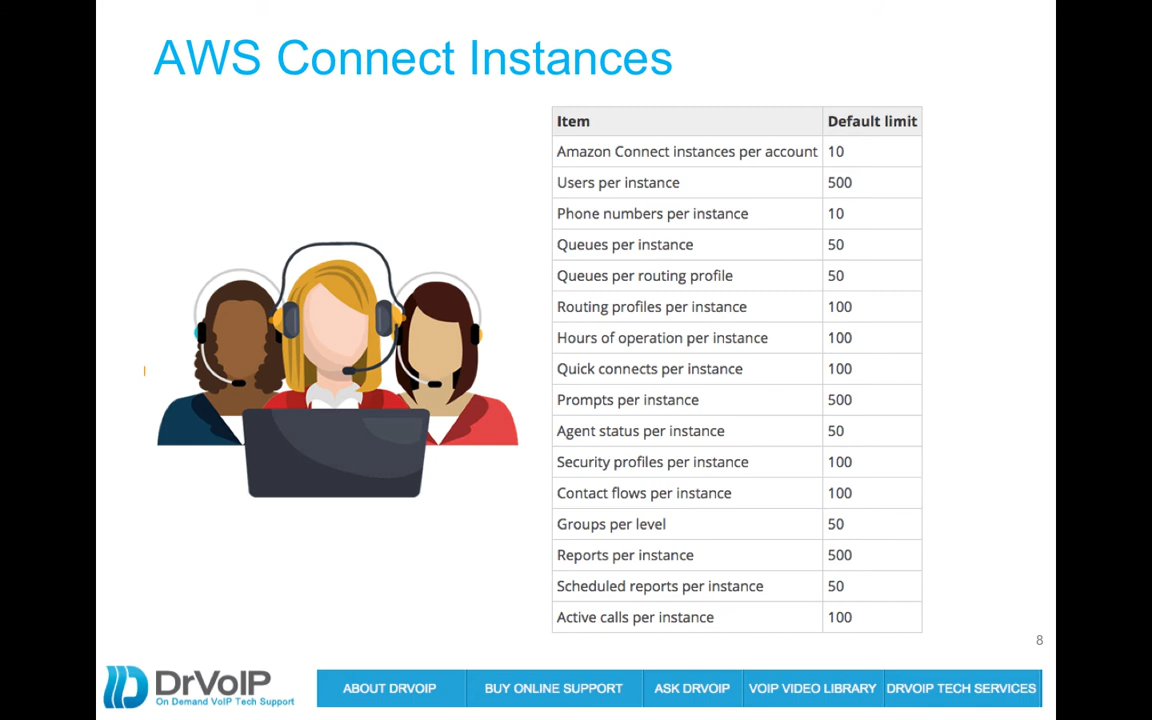 AWS Connect Instances
Item Default limit
Amazon Connect instances per account 10
Users per instance 500
Phone numbers per instance 10
Queues per instance 50
Queues per routing profile 50
Routing profiles per instance 100
Hours of operation per instance 100
Quick connects per instance 100
Prompts per instance 500
Agent status per instance 50
Security profiles per instance 100
Contact flows per instance 100
Groups per level 50
Reports per instance 500
Scheduled reports per instance 50
Active calls per instance 100
8
DrVoIP
On Demand VoIP Tech Support
ABOUT DRVOIP BUY ONLINE SUPPORT ASK DRVOIP VOIP VIDEO LIBRARY DRVOIP TECH SERVICES